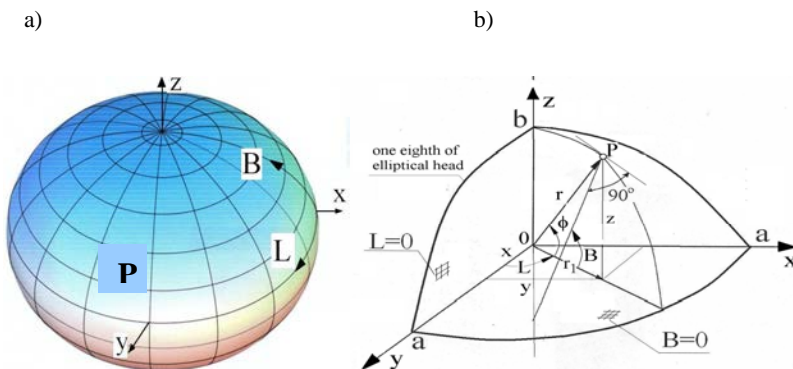 a)
b)
z
B
x
L
P
y
z
b
P
one eighth of
elliptical head
r
90°
ϕ
z
L=0
0
a
x
B
x
L
r₁
y
a
B=0
y